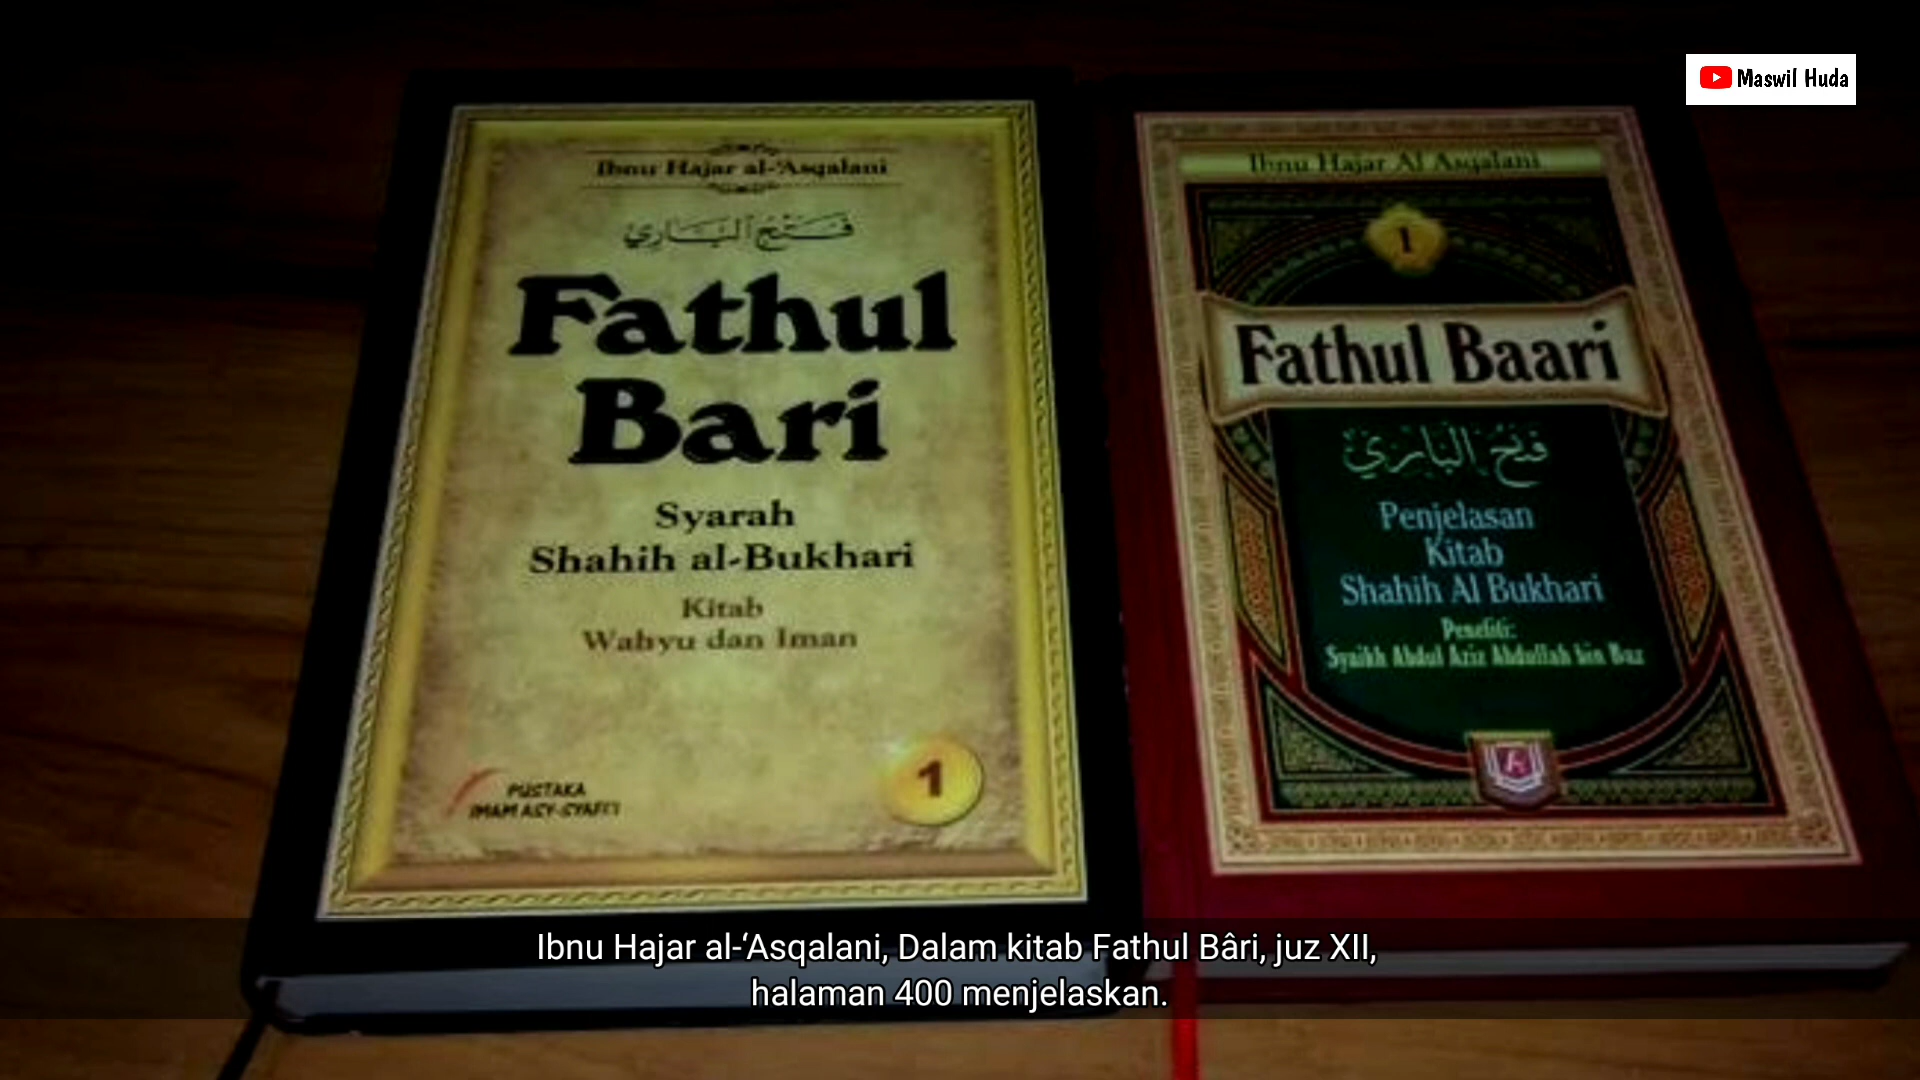 Maswil Huda
Ibnu Hajar al-'Asqalani
فتح الباري
Fathul
Bari
Syarah
Shahih al-Bukhari
Kitab
Wahyu dan Iman
PUSTAKA
IMAM ASY-SYAFI'I
1
Ibnu Hajar Al Asqalani
1
Fathul Baari
فتح الباري
Penjelasan
Kitab
Shahih Al Bukhari
Peneliti:
Syaikh Abdul Aziz Abdullah bin Baz
Ibnu Hajar al-‘Asqalani, Dalam kitab Fathul Bâri, juz XII,
halaman 400 menjelaskan.